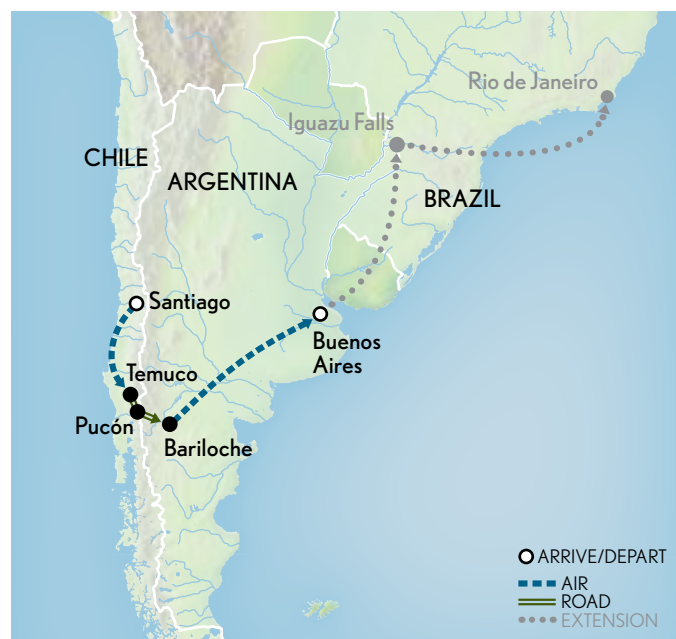 Rio de Janeiro
Iguazu Falls
CHILE
ARGENTINA
BRAZIL
Santiago
Buenos
Aires
Temuco
Pucón
Bariloche
ARRIVE/DEPART
AIR
ROAD
EXTENSION